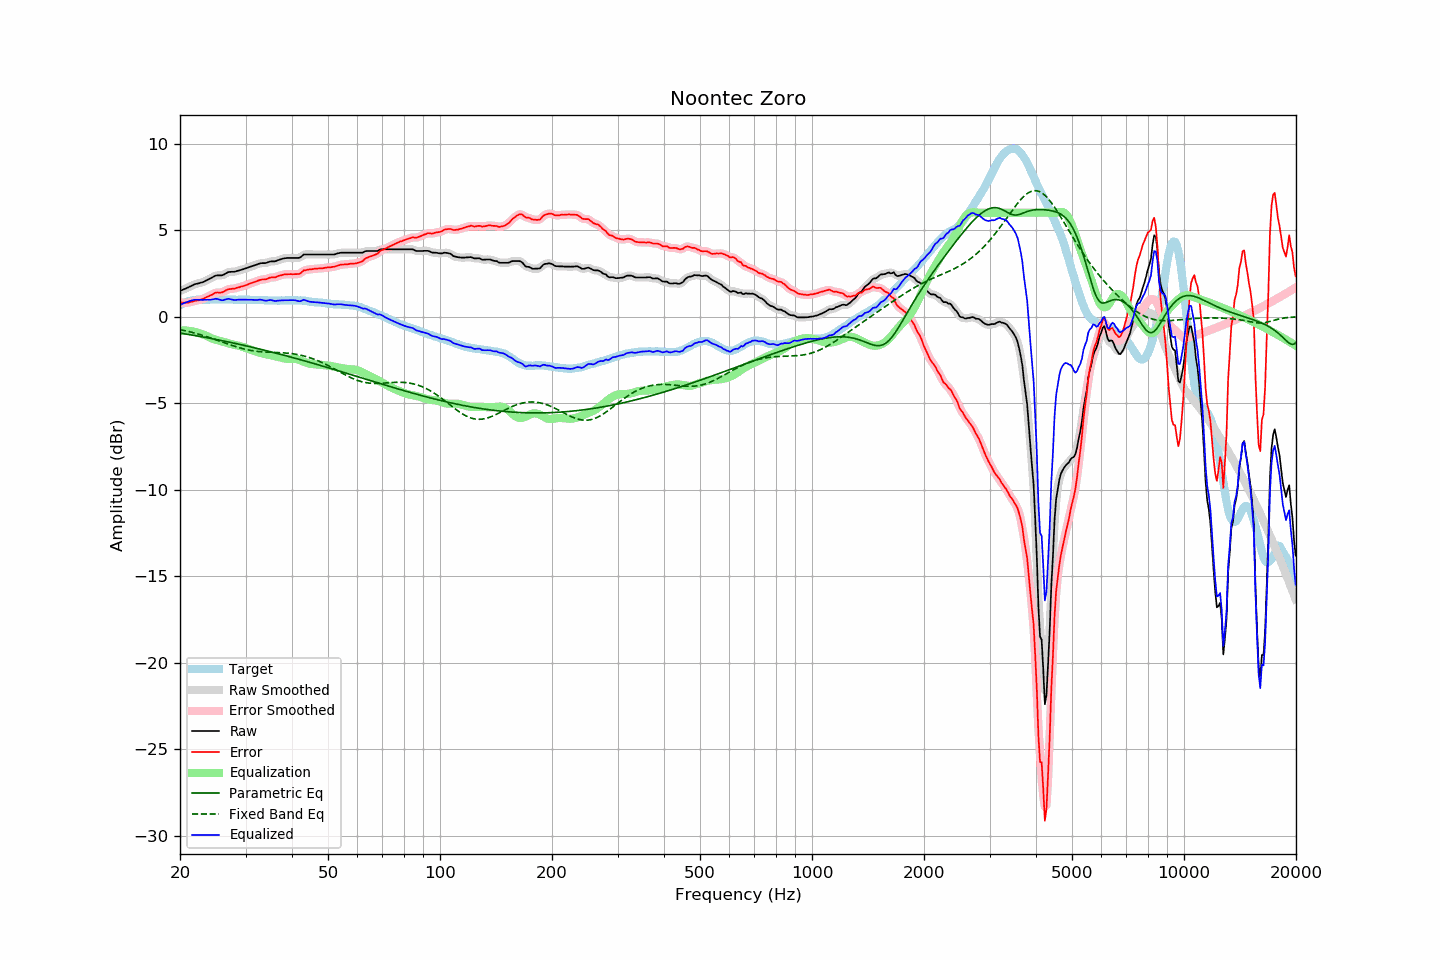 Noontec Zoro
10
5
0
−5
−10
−15
−20
−25
−30
Amplitude (dBr)
Target
Raw Smoothed
Error Smoothed
Raw
Error
Equalization
Parametric Eq
Fixed Band Eq
Equalized
20 50 100 200 500 1000 2000 5000 10000 20000
Frequency (Hz)